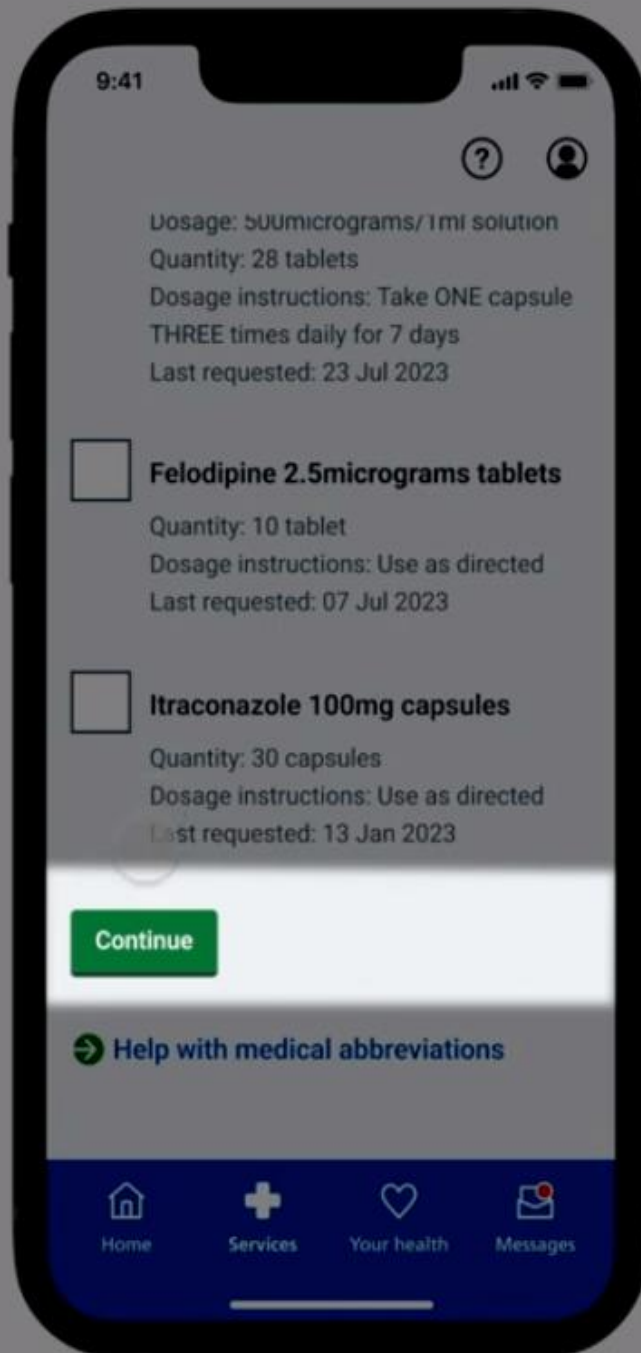 9:41
Dosage: 500micrograms/1ml solution
Quantity: 28 tablets
Dosage instructions: Take ONE capsule
THREE times daily for 7 days
Last requested: 23 Jul 2023
Felodipine 2.5micrograms tablets
Quantity: 10 tablet
Dosage instructions: Use as directed
Last requested: 07 Jul 2023
Itraconazole 100mg capsules
Quantity: 30 capsules
Dosage instructions: Use as directed
Last requested: 13 Jan 2023
Continue
Help with medical abbreviations
Home Services Your health Messages